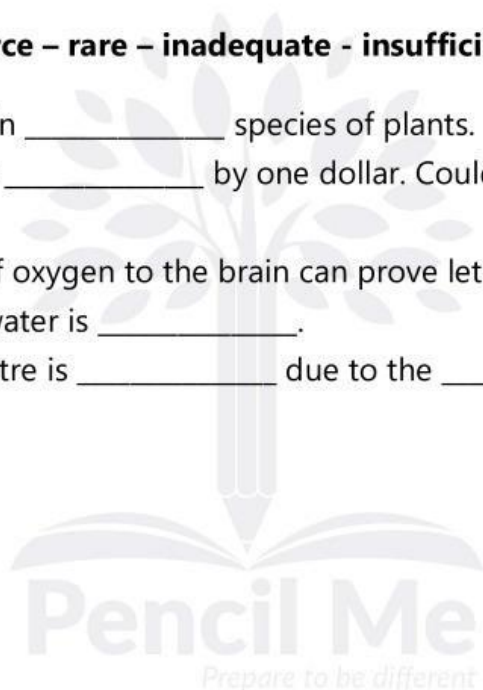 rce – rare – inadequate - insuffici
n ______________ species of plants.
______________ by one dollar. Coul
f oxygen to the brain can prove let
vater is ______________.
tre is ______________ due to the ___
Pencil Me
Prepare to be different